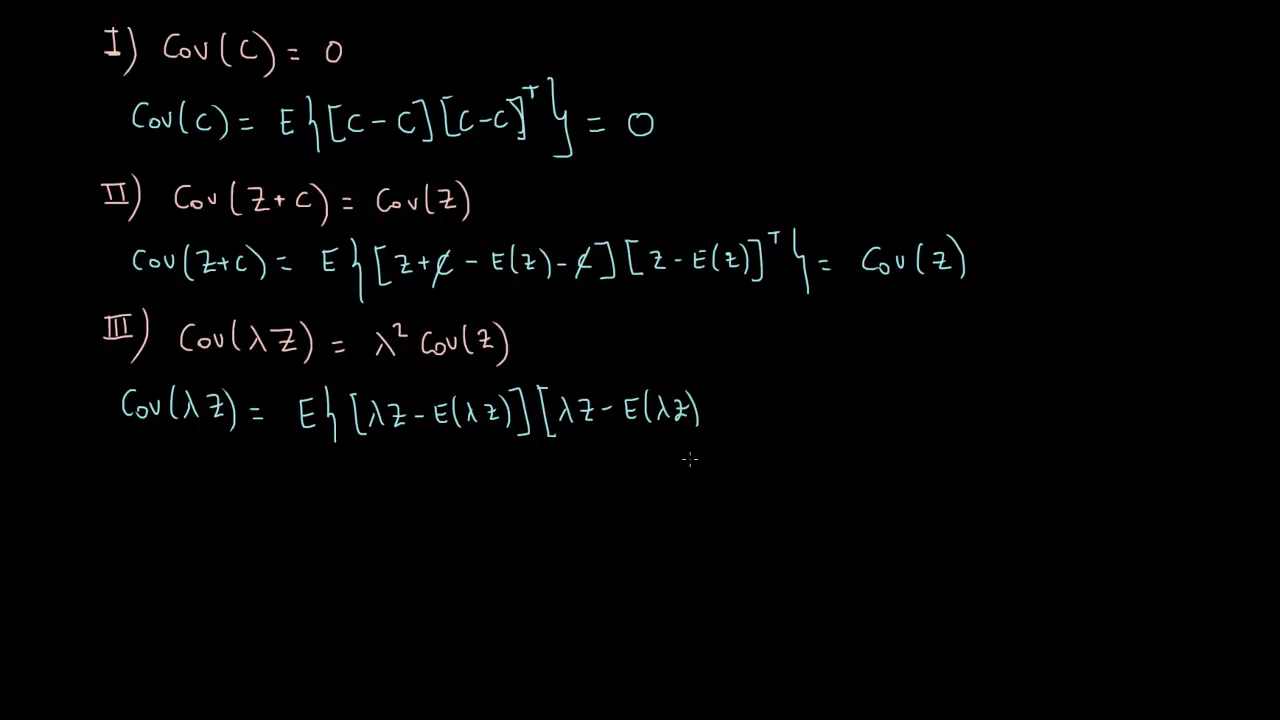 I) Cov(C) = 0
Cov(C) = E{[C-C][C-C]ᵀ} = 0
II) Cov(Z+C) = Cov(Z)
Cov(Z+C) = E{[Z+C-E(Z)-C][Z-E(Z)]ᵀ} = Cov(Z)
III) Cov(λZ) = λ² Cov(Z)
Cov(λZ) = E{[λZ-E(λZ)][λZ-E(λZ)